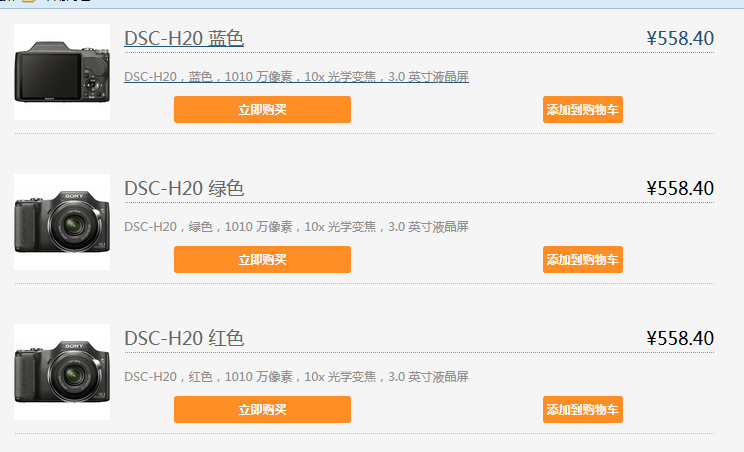 DSC-H20 蓝色
¥558.40
DSC-H20，蓝色，1010 万像素，10x 光学变焦，3.0 英寸液晶屏
立即购买
添加到购物车
SONY
DSC-H20 绿色
¥558.40
DSC-H20，绿色，1010 万像素，10x 光学变焦，3.0 英寸液晶屏
立即购买
添加到购物车
SONY
DSC-H20 红色
¥558.40
DSC-H20，红色，1010 万像素，10x 光学变焦，3.0 英寸液晶屏
立即购买
添加到购物车